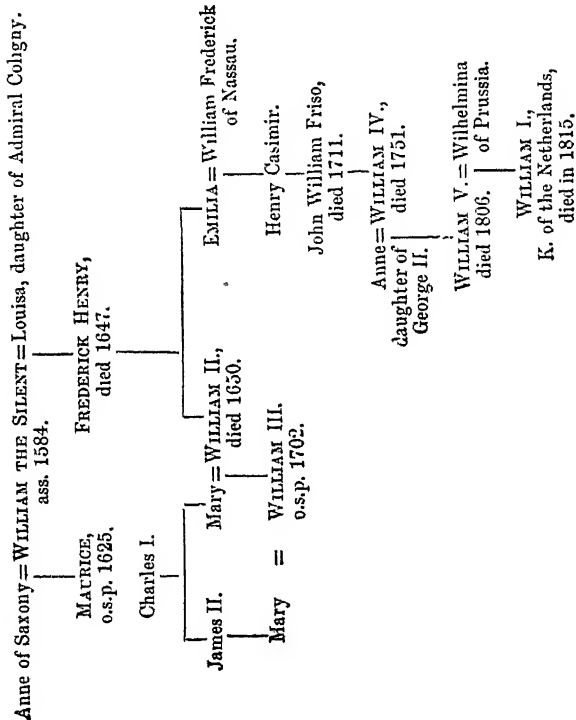 Anne of Saxony=WILLIAM THE SILENT=Louisa, daughter of Admiral Coligny.
ass. 1584.
MAURICE,
o.s.p. 1625.
FREDERICK HENRY,
died 1647.
Charles I.
James II.
Mary=WILLIAM II.,
died 1650.
EMILIA=William Frederick
of Nassau.
Mary = WILLIAM III.
o.s.p. 1702.
Henry Casimir.
John William Friso,
died 1711.
Anne=WILLIAM IV.,
daughter of died 1751.
George II.
WILLIAM V.=Wilhelmina
died 1806. of Prussia.
WILLIAM I.,
K. of the Netherlands,
died in 1815.